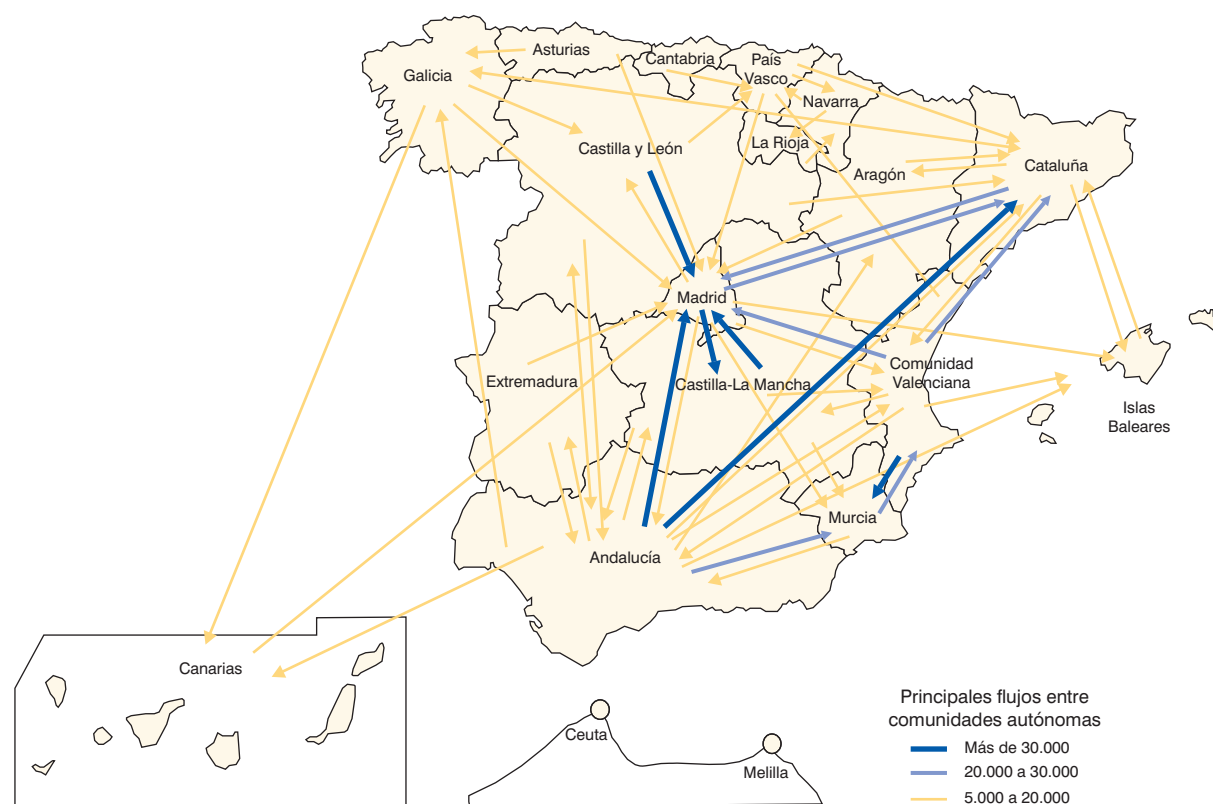 Asturias
Cantabria
País
Vasco
Galicia
Navarra
Castilla y León
La Rioja
Aragón
Cataluña
Madrid
Comunidad
Valenciana
Extremadura
Castilla-La Mancha
Islas
Baleares
Murcia
Andalucía
Canarias
Ceuta
Melilla
Principales flujos entre
comunidades autónomas
Más de 30.000
20.000 a 30.000
5.000 a 20.000